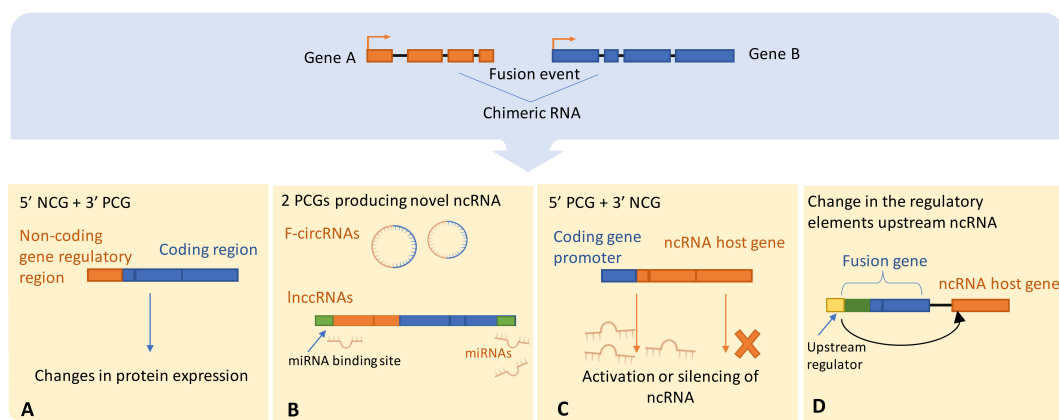 Gene A
Gene B
Fusion event
Chimeric RNA
5' NCG + 3' PCG
Non-coding
gene regulatory
region
Coding region
Changes in protein expression
A
2 PCGs producing novel ncRNA
F-circRNAs
lnccRNAs
miRNA binding site
miRNAs
B
5' PCG + 3' NCG
Coding gene
promoter
ncRNA host gene
Activation or silencing of
ncRNA
C
Change in the regulatory
elements upstream ncRNA
Fusion gene
ncRNA host gene
Upstream
regulator
D